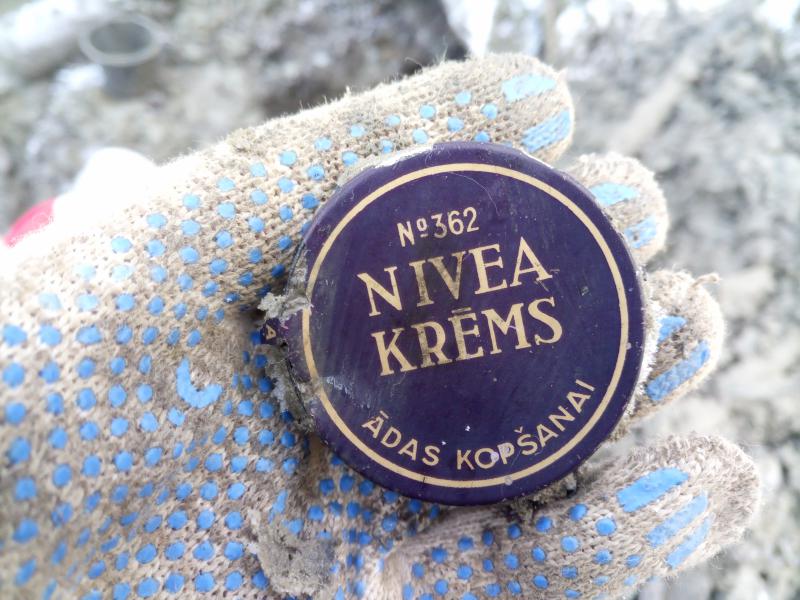 Nº362
NIVEA
KRĒMS
ĀDAS KOPŠANAI